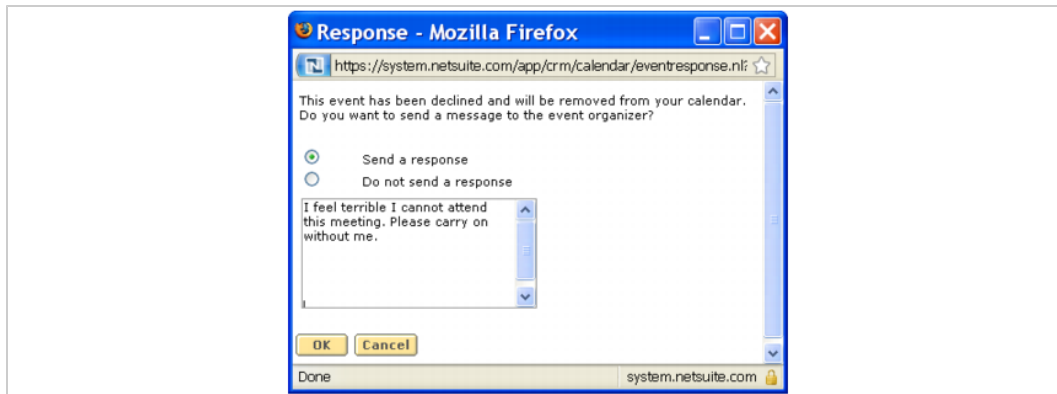 Response - Mozilla Firefox
N https://system.netsuite.com/app/crm/calendar/eventresponse.nl
This event has been declined and will be removed from your calendar.
Do you want to send a message to the event organizer?
Send a response
Do not send a response
I feel terrible I cannot attend
this meeting. Please carry on
without me.
OK Cancel
Done system.netsuite.com